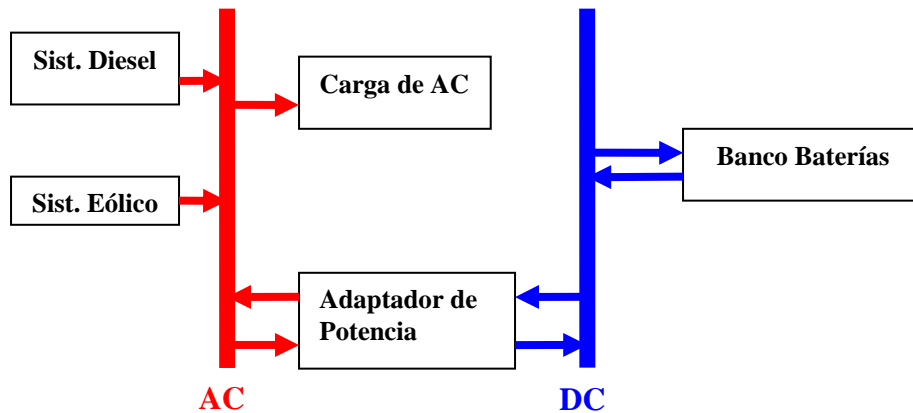 Sist. Diesel
Carga de AC
Banco Baterías
Sist. Eólico
Adaptador de
Potencia
AC
DC